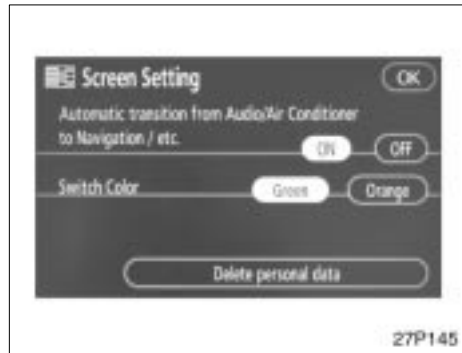 Screen Setting
OK
Automatic transition from Audio/Air Conditioner
to Navigation / etc.
ON
OFF
Switch Color
Green
Orange
Delete personal data
27P145